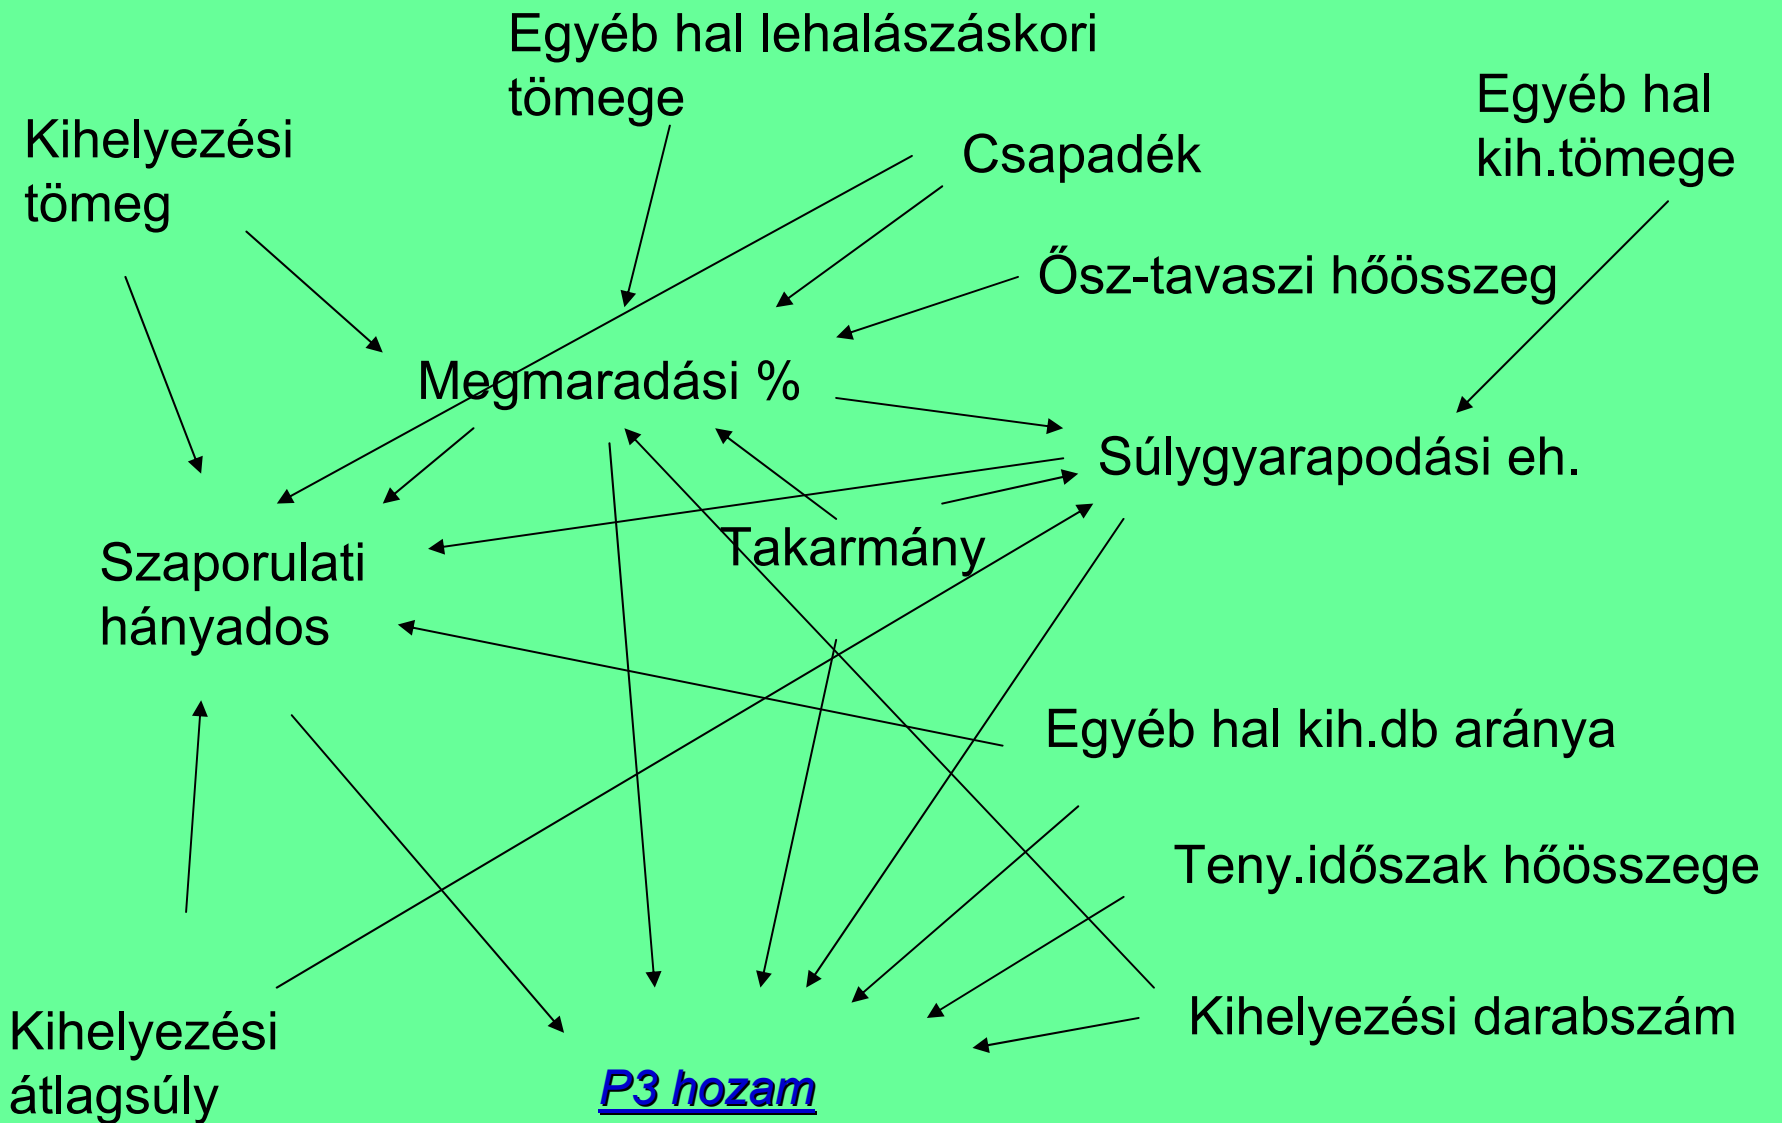 Egyéb hal lehalászáskori
tömege
Egyéb hal
kih.tömege
Kihelyezési
tömeg
Csapadék
Ősz-tavaszi hőösszeg
Megmaradási %
Súlygyarapodási eh.
Takarmány
Szaporulati
hányados
Egyéb hal kih.db aránya
Teny.időszak hőösszege
Kihelyezési darabszám
Kihelyezési
átlagsúly
P3 hozam